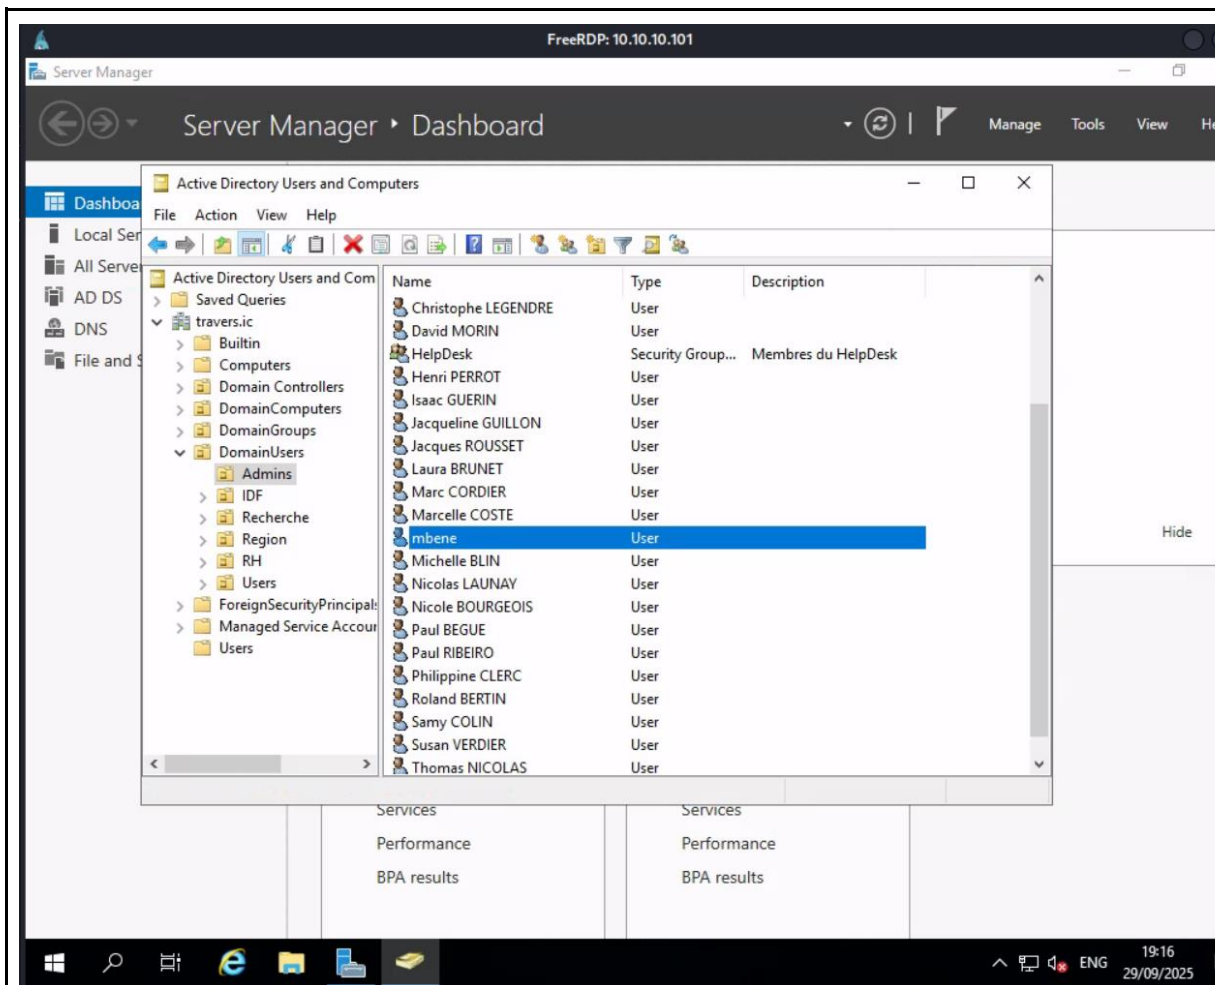 FreeRDP: 10.10.10.101
Server Manager
Server Manager ‣ Dashboard
Manage Tools View He
Dashboa
Local Ser
All Server
AD DS
DNS
File and S
Active Directory Users and Computers
File Action View Help
Active Directory Users and Com
Saved Queries
travers.ic
Builtin
Computers
Domain Controllers
DomainComputers
DomainGroups
DomainUsers
Admins
IDF
Recherche
Region
RH
Users
ForeignSecurityPrincipals
Managed Service Accour
Users
Name Type Description
Christophe LEGENDRE User
David MORIN User
HelpDesk Security Group... Membres du HelpDesk
Henri PERROT User
Isaac GUERIN User
Jacqueline GUILLON User
Jacques ROUSSET User
Laura BRUNET User
Marc CORDIER User
Marcelle COSTE User
mbene User
Michelle BLIN User
Nicolas LAUNAY User
Nicole BOURGEOIS User
Paul BEGUE User
Paul RIBEIRO User
Philippine CLERC User
Roland BERTIN User
Samy COLIN User
Susan VERDIER User
Thomas NICOLAS User
Hide
Services Services
Performance Performance
BPA results BPA results
ENG
19:16
29/09/2025